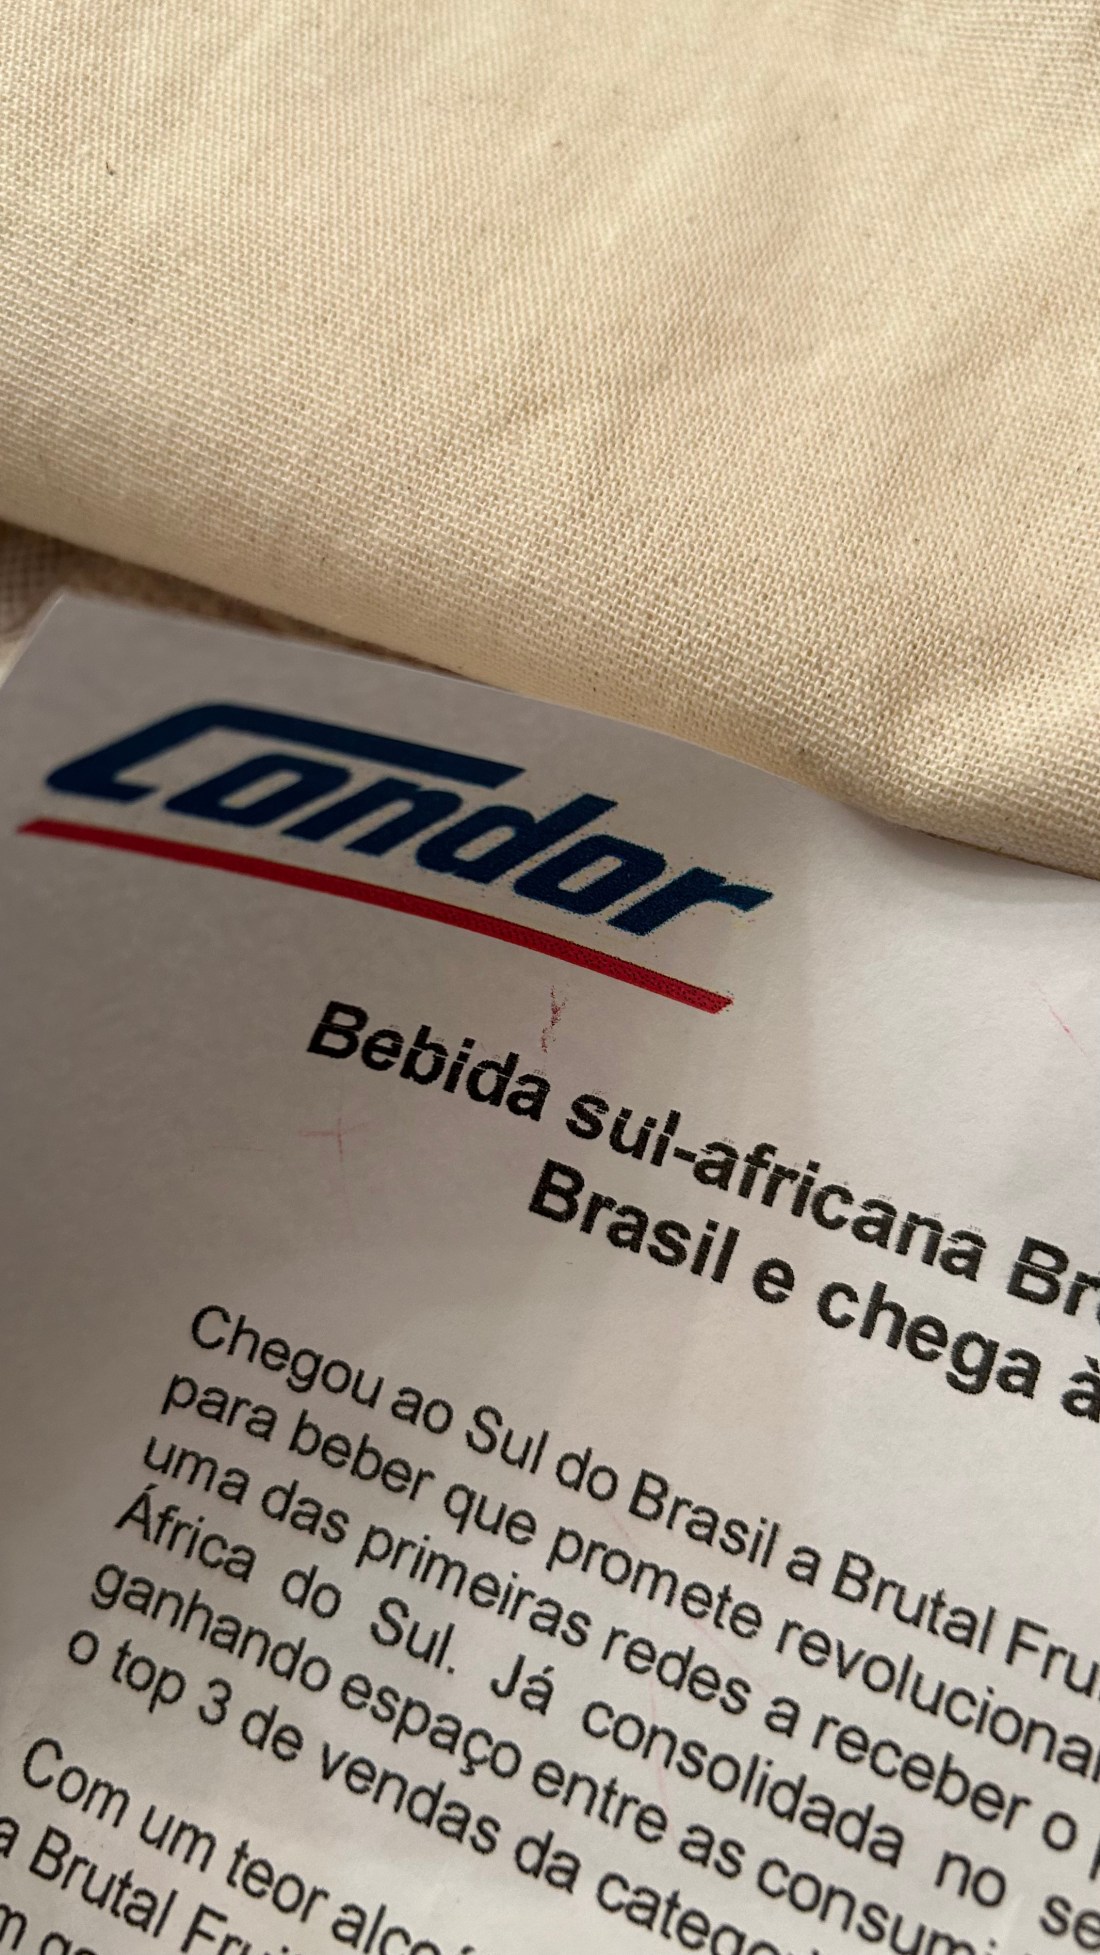 Condor
Bebida sul-africana
Brasil e chega à
Chegou ao Sul do Brasil a Brutal
para beber que promete revolucionar
uma das primeiras redes a receber o
África do Sul. Já consolidada no
ganhando espaço entre as
o top 3 de vendas da
Com um teor
a Brutal